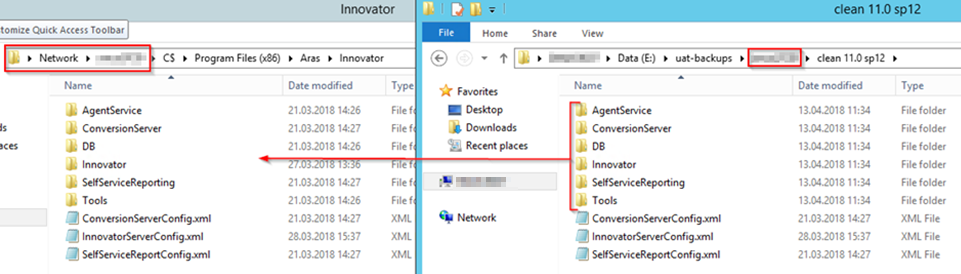 Innovator
stomize Quick Access Toolbar
Network C$ Program Files (x86) Aras Innovator
Name Date modified File
AgentService 21.03.2018 14:26 File fo
ConversionServer 21.03.2018 14:27 File fo
DB 21.03.2018 14:26 File fo
Innovator 27.03.2018 13:36 File fo
SelfServiceReporting 21.03.2018 14:27 File fo
Tools 21.03.2018 14:26 File fo
ConversionServerConfig.xml 21.03.2018 14:27 XML F
InnovatorServerConfig.xml 28.03.2018 15:37 XML F
SelfServiceReportConfig.xml 21.03.2018 14:27 XML F
ds
laces
clean 11.0 sp12
File Home Share View
Data (E:) uat-backups clean 11.0 sp12
Favorites
Desktop
Downloads
Recent places
Network
Name Date modified Type
AgentService 13.04.2018 11:34 File folder
ConversionServer 13.04.2018 11:34 File folder
DB 13.04.2018 11:34 File folder
Innovator 13.04.2018 11:34 File folder
SelfServiceReporting 13.04.2018 11:34 File folder
Tools 13.04.2018 11:34 File folder
ConversionServerConfig.xml 21.03.2018 14:27 XML File
InnovatorServerConfig.xml 28.03.2018 15:37 XML File
SelfServiceReportConfig.xml 21.03.2018 14:27 XML File